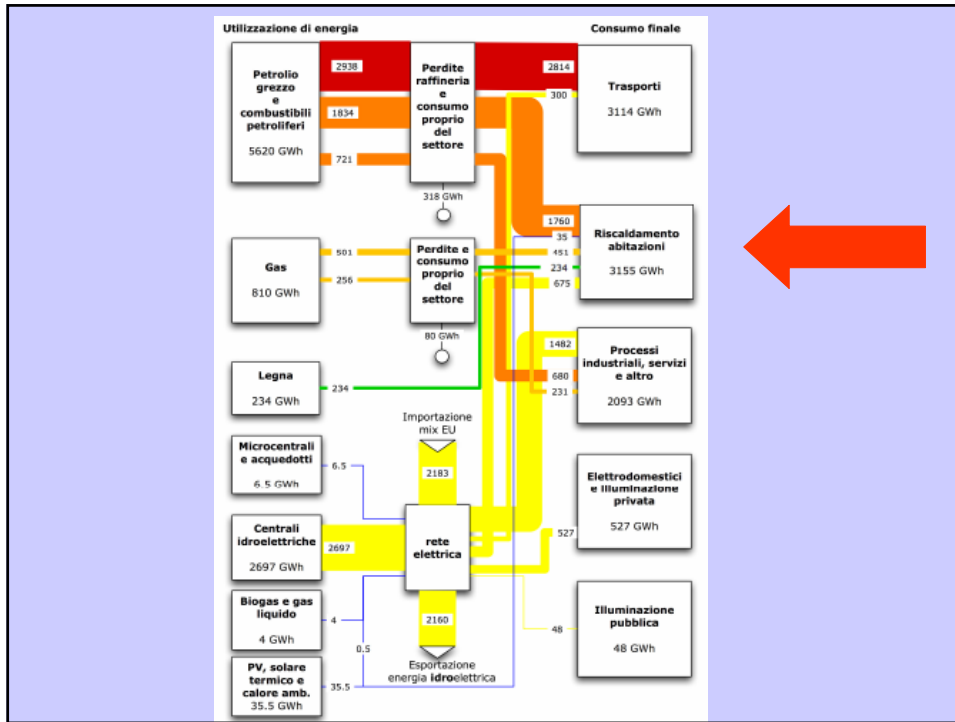 Utilizzazione di energia
Consumo finale
Petrolio
grezzo
e
combustibili
petroliferi
5620 GWh
2938
1834
721
Perdite
raffineria
e
consumo
proprio
del
settore
318 GWh
2814
300
Trasporti
3114 GWh
Gas
810 GWh
501
256
Perdite e
consumo
proprio
del
settore
80 GWh
1760
35
451
234
675
Riscaldamento
abitazioni
3155 GWh
Legna
234 GWh
234
1482
680
231
Processi
industriali, servizi
e altro
2093 GWh
Importazione
mix EU
2183
Microcentrali
e acquedotti
6.5 GWh
6.5
Centrali
idroelettriche
2697 GWh
2697
rete
elettrica
527
Elettrodomestici
e illuminazione
privata
527 GWh
Biogas e gas
liquido
4 GWh
4
0.5
2160
Esportazione
energia idroelettrica
48
Illuminazione
pubblica
48 GWh
PV, solare
termico e
calore amb.
35.5 GWh
35.5